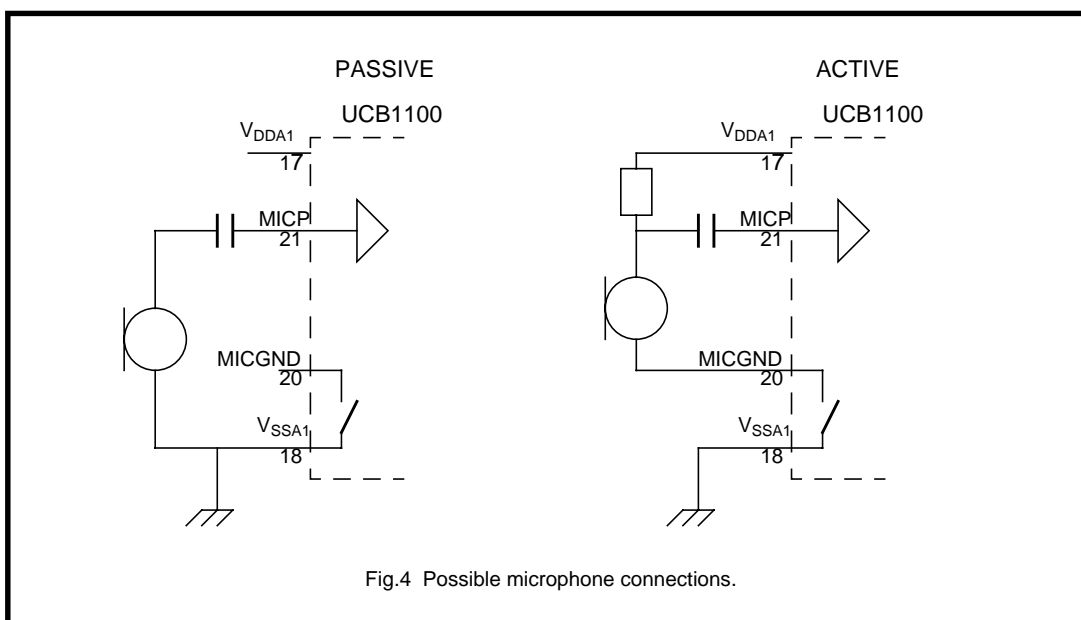 PASSIVE
UCB1100
VDDA1
17
MICP
21
MICGND
20
VSSA1
18
ACTIVE
UCB1100
VDDA1
17
MICP
21
MICGND
20
VSSA1
18
Fig.4 Possible microphone connections.